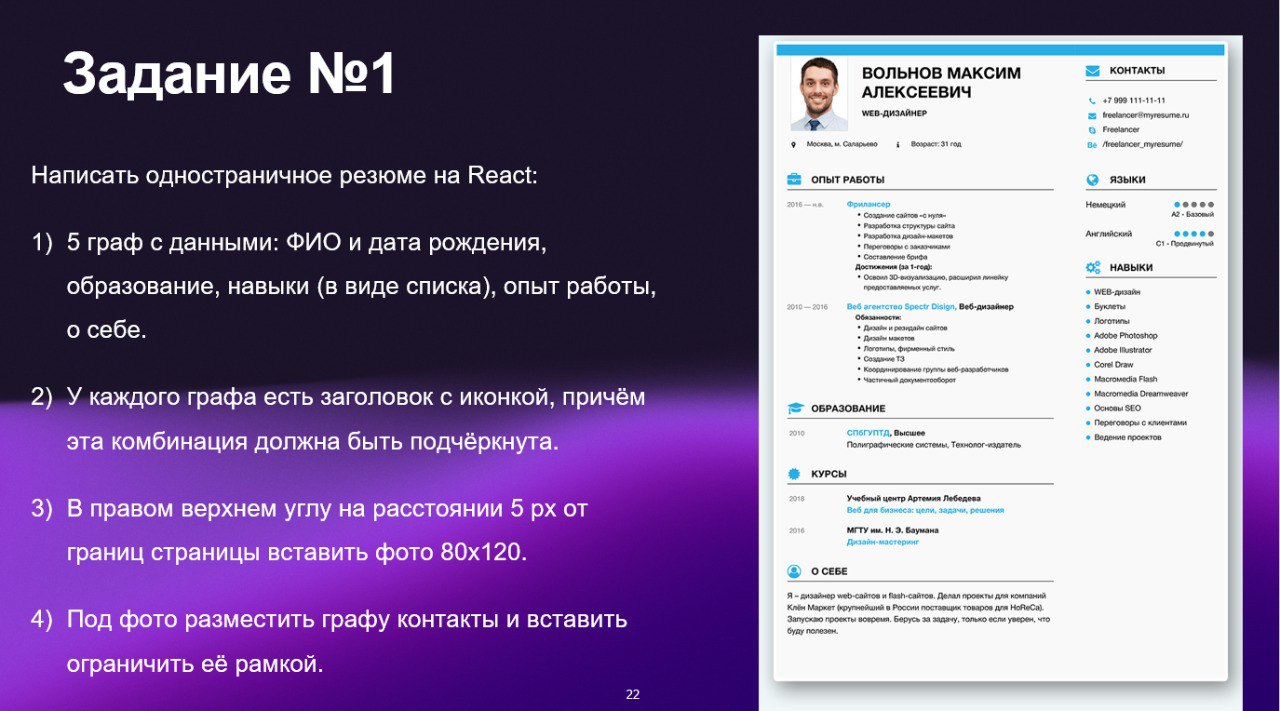 Задание №1
Написать одностраничное резюме на React:
1) 5 граф с данными: ФИО и дата рождения,
образование, навыки (в виде списка), опыт работы,
о себе.
2) У каждого графа есть заголовок с иконкой, причём
эта комбинация должна быть подчёркнута.
3) В правом верхнем углу на расстоянии 5 px от
границ страницы вставить фото 80x120.
4) Под фото разместить графу контакты и вставить
ограничить её рамкой.
22
ВОЛЬНОВ МАКСИМ
АЛЕКСЕЕВИЧ
WEB-ДИЗАЙНЕР
Москва, м. Саларьево
Возраст: 31 год
ОПЫТ РАБОТЫ
2016 — н.в.
Фрилансер
• Создание сайтов «с нуля»
• Разработка структуры сайта
• Разработка дизайн-макетов
• Переговоры с заказчиками
• Составление брифа
Достижения (за 1-год):
• Освоил 3D-визуализацию, расширил линейку
предоставляемых услуг.
2010 — 2016
Веб агентство Spectr Disign, Веб-дизайнер
Обязанности:
• Дизайн и резидайн сайтов
• Дизайн макетов
• Логотипы, фирменный стиль
• Создание ТЗ
• Координирование группы веб-разработчиков
• Частичный документооборот
ОБРАЗОВАНИЕ
2010
СПбГУПТД, Высшее
Полиграфические системы, Технолог-издатель
КУРСЫ
2018
Учебный центр Артемия Лебедева
Веб для бизнеса: цели, задачи, решения
2016
МГТУ им. Н. Э. Баумана
Дизайн-мастеринг
О СЕБЕ
Я – дизайнер web-сайтов и flash-сайтов. Делал проекты для компаний
Клён Маркет (крупнейший в России поставщик товаров для HoReCa).
Запускаю проекты вовремя. Берусь за задачу, только если уверен, что
буду полезен.
КОНТАКТЫ
+7 999 111-11-11
freelancer@myresume.ru
Freelancer
Bē /freelancer_myresume/
ЯЗЫКИ
Немецкий
A2 - Базовый
Английский
C1 - Продвинутый
НАВЫКИ
• WEB-дизайн
• Буклеты
• Логотипы
• Adobe Photoshop
• Adobe Illustrator
• Corel Draw
• Macromedia Flash
• Macromedia Dreamweaver
• Основы SEO
• Переговоры с клиентами
• Ведение проектов